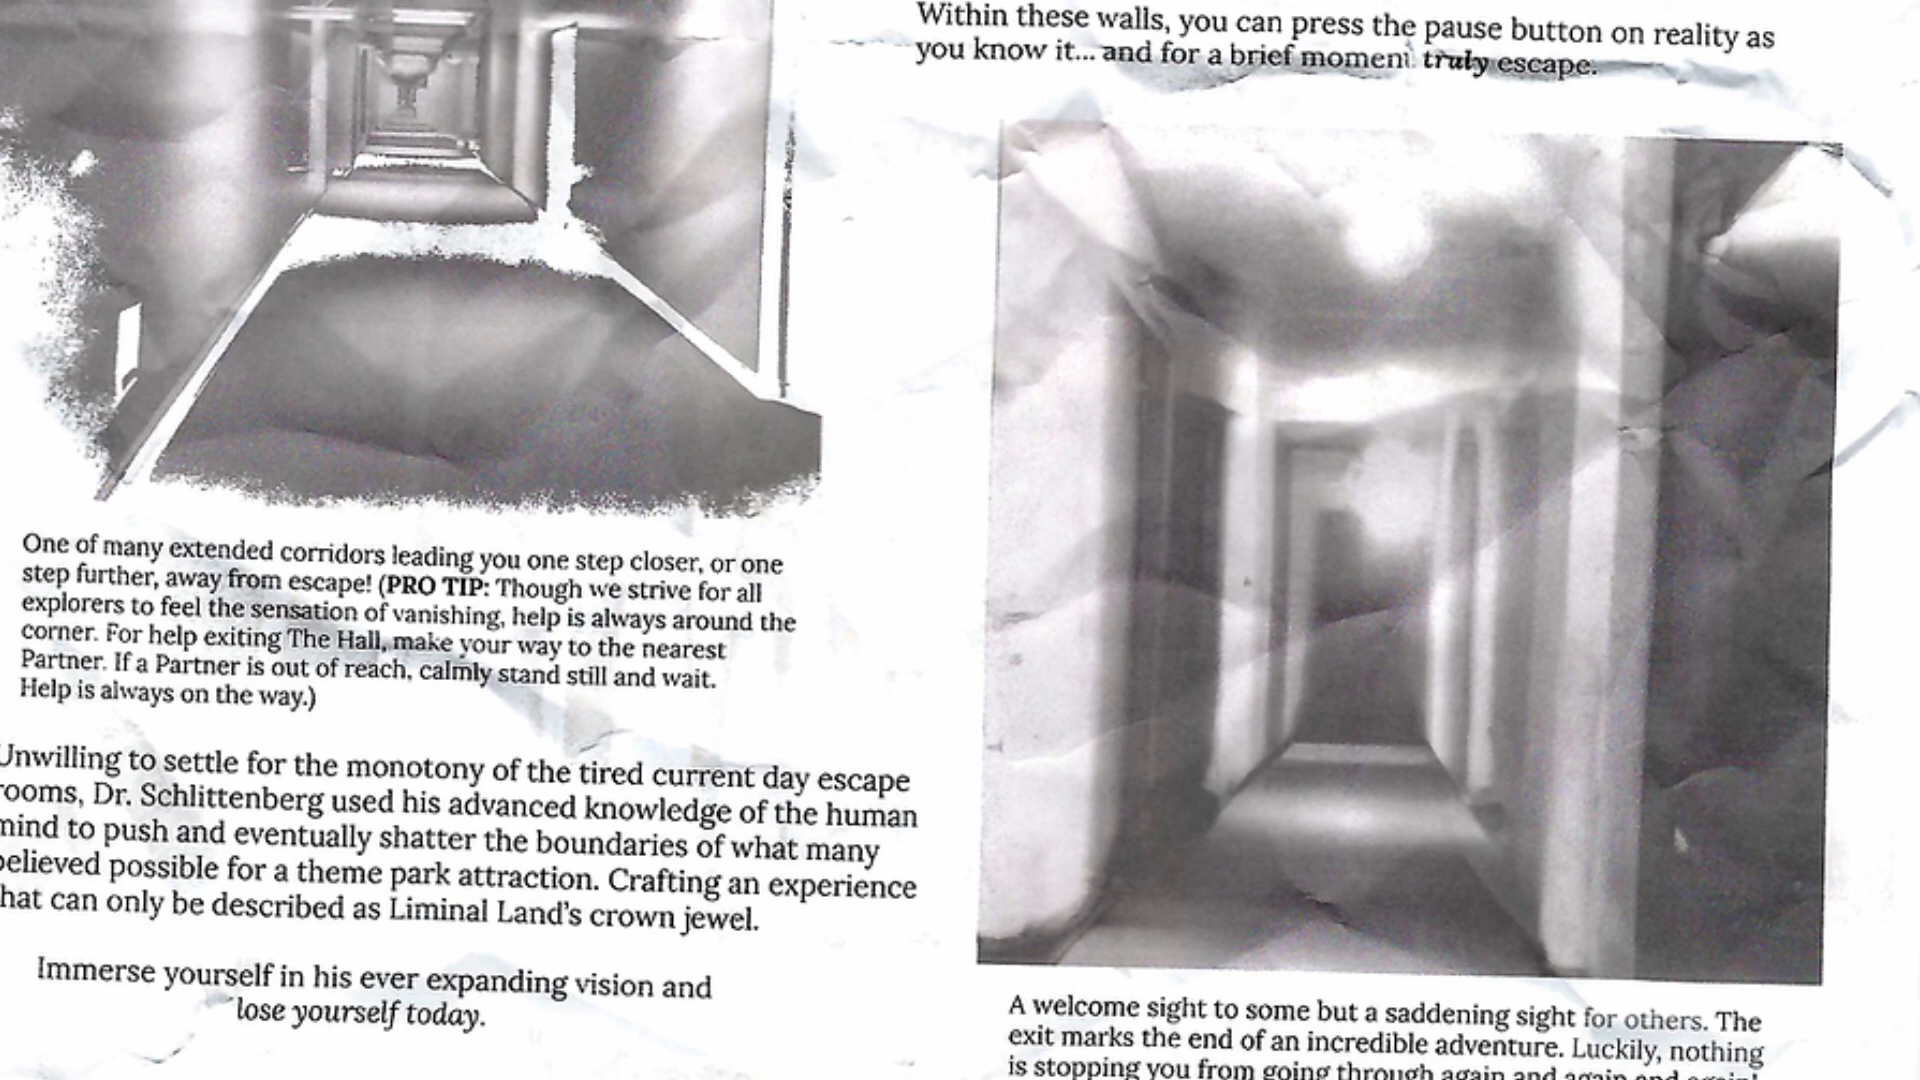 One of many extended corridors leading you one step closer, or one
step further, away from escape! (PRO TIP: Though we strive for all
explorers to feel the sensation of vanishing, help is always around the
corner. For help exiting The Hall, make your way to the nearest
Partner. If a Partner is out of reach, calmly stand still and wait.
Help is always on the way.)
Unwilling to settle for the monotony of the tired current day escape
rooms, Dr. Schlittenberg used his advanced knowledge of the human
mind to push and eventually shatter the boundaries of what many
believed possible for a theme park attraction. Crafting an experience
that can only be described as Liminal Land's crown jewel.
Immerse yourself in his ever expanding vision and
lose yourself today.
Within these walls, you can press the pause button on reality as
you know it... and for a brief moment truly escape.
A welcome sight to some but a saddening sight for others. The
exit marks the end of an incredible adventure. Luckily, nothing
is stopping you from going through again and again and again!